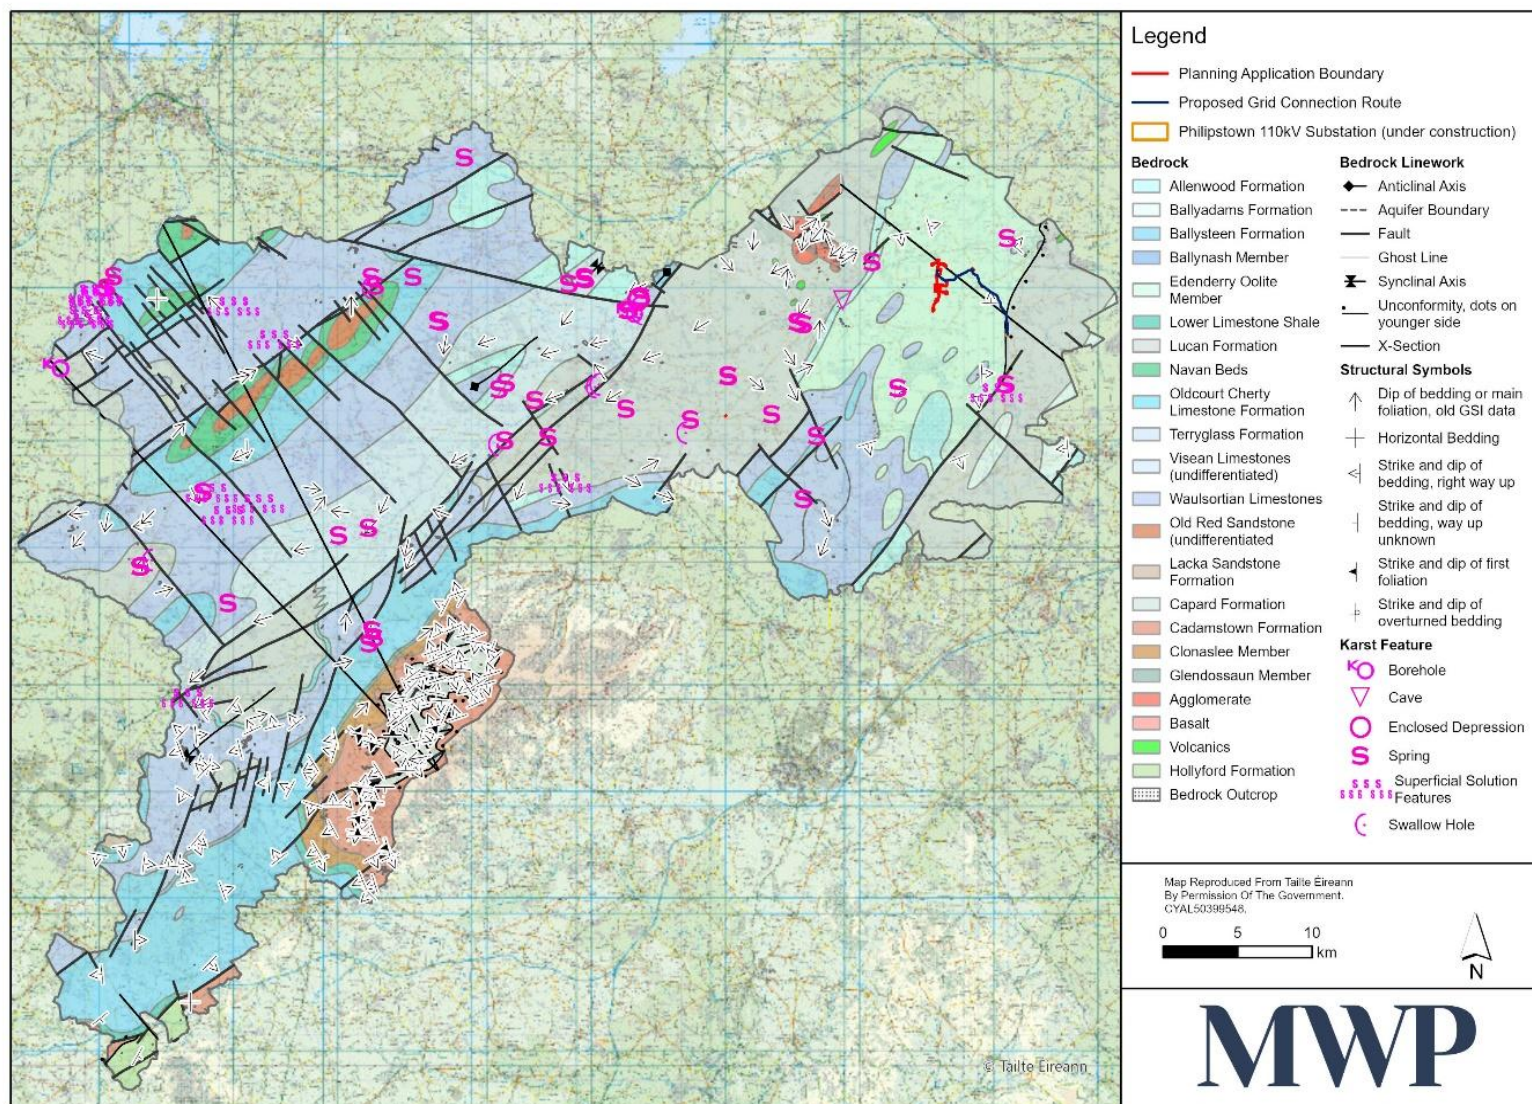 Legend
Planning Application Boundary
Proposed Grid Connection Route
Philipstown 110kV Substation (under construction)
Bedrock
Allenwood Formation
Ballyadams Formation
Ballysteen Formation
Ballynash Member
Edenderry Oolite
Member
Lower Limestone Shale
Lucan Formation
Navan Beds
Oldcourt Cherty
Limestone Formation
Terryglass Formation
Visean Limestones
(undifferentiated)
Waulsortian Limestones
Old Red Sandstone
(undifferentiated
Lacka Sandstone
Formation
Capard Formation
Cadamstown Formation
Clonaslee Member
Glendossaun Member
Agglomerate
Basalt
Volcanics
Hollyford Formation
Bedrock Outcrop
Bedrock Linework
Anticlinal Axis
Aquifer Boundary
Fault
Ghost Line
Synclinal Axis
Unconformity, dots on
younger side
X-Section
Structural Symbols
Dip of bedding or main
foliation, old GSI data
Horizontal Bedding
Strike and dip of
bedding, right way up
Strike and dip of
bedding, way up
unknown
Strike and dip of first
foliation
Strike and dip of
overturned bedding
Karst Feature
Borehole
Cave
Enclosed Depression
Spring
Superficial Solution
Features
Swallow Hole
Map Reproduced From Tailte Éireann
By Permission Of The Government.
CYAL50399548.
0 5 10
km
N
© Tailte Éireann
MWP